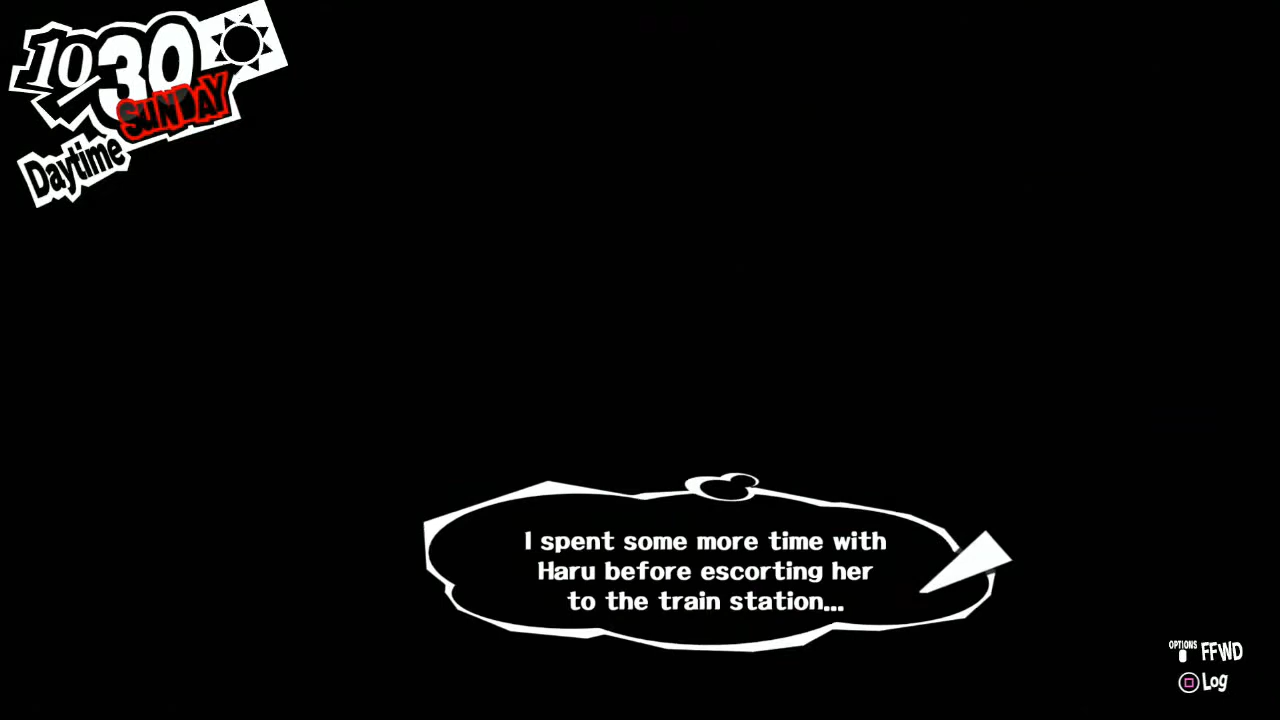 10/30
SUNDAY
Daytime
I spent some more time with
Haru before escorting her
to the train station...
OPTIONS FFWD
Log